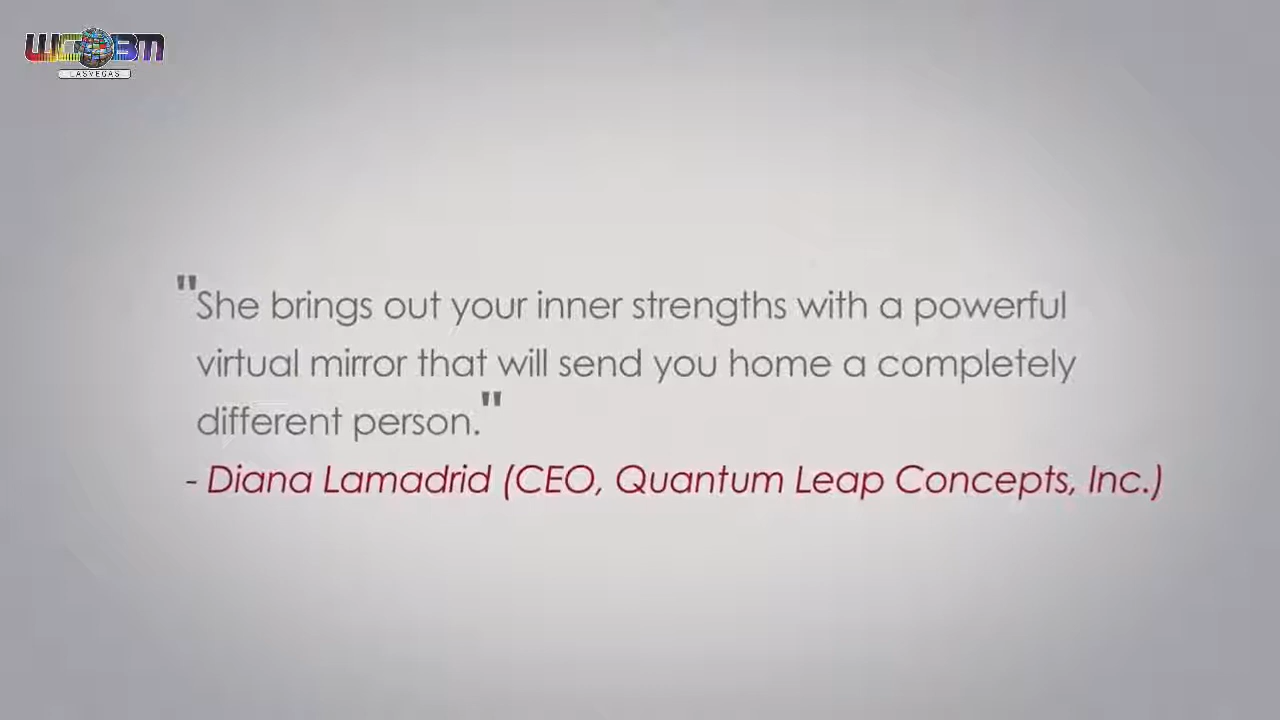 LASVEGAS
"She brings out your inner strengths with a powerful
virtual mirror that will send you home a completely
different person."
- Diana Lamadrid (CEO, Quantum Leap Concepts, Inc.)